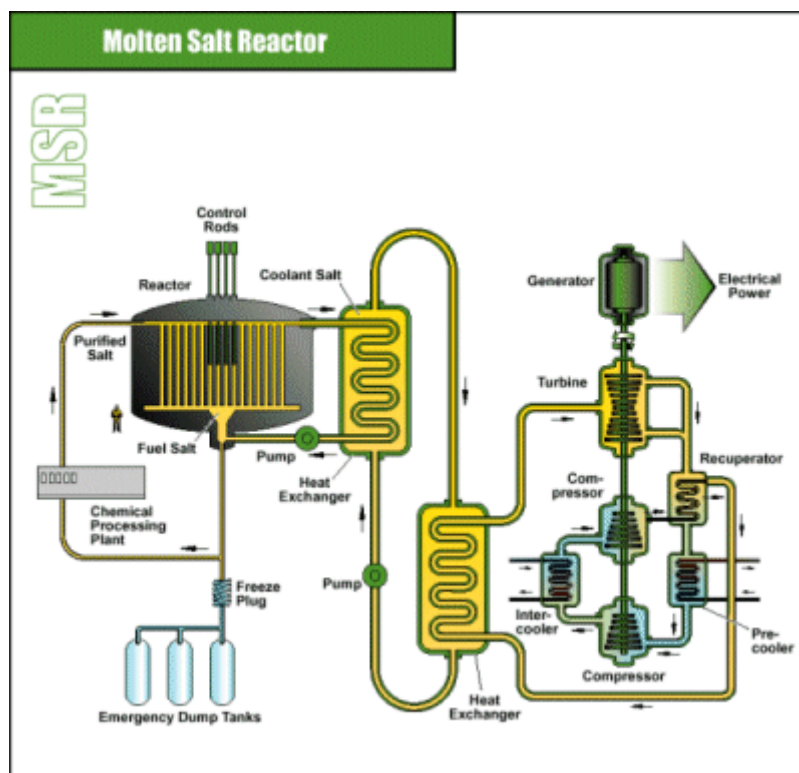 Molten Salt Reactor
MSR
Control
Rods
Coolant Salt
Reactor
Purified
Salt
Fuel Salt
Pump
Heat
Exchanger
Chemical
Processing
Plant
Freeze
Plug
Emergency Dump Tanks
Pump
Heat
Exchanger
Generator
Electrical
Power
Turbine
Recuperator
Com-
pressor
Inter-
cooler
Pre-
cooler
Compressor